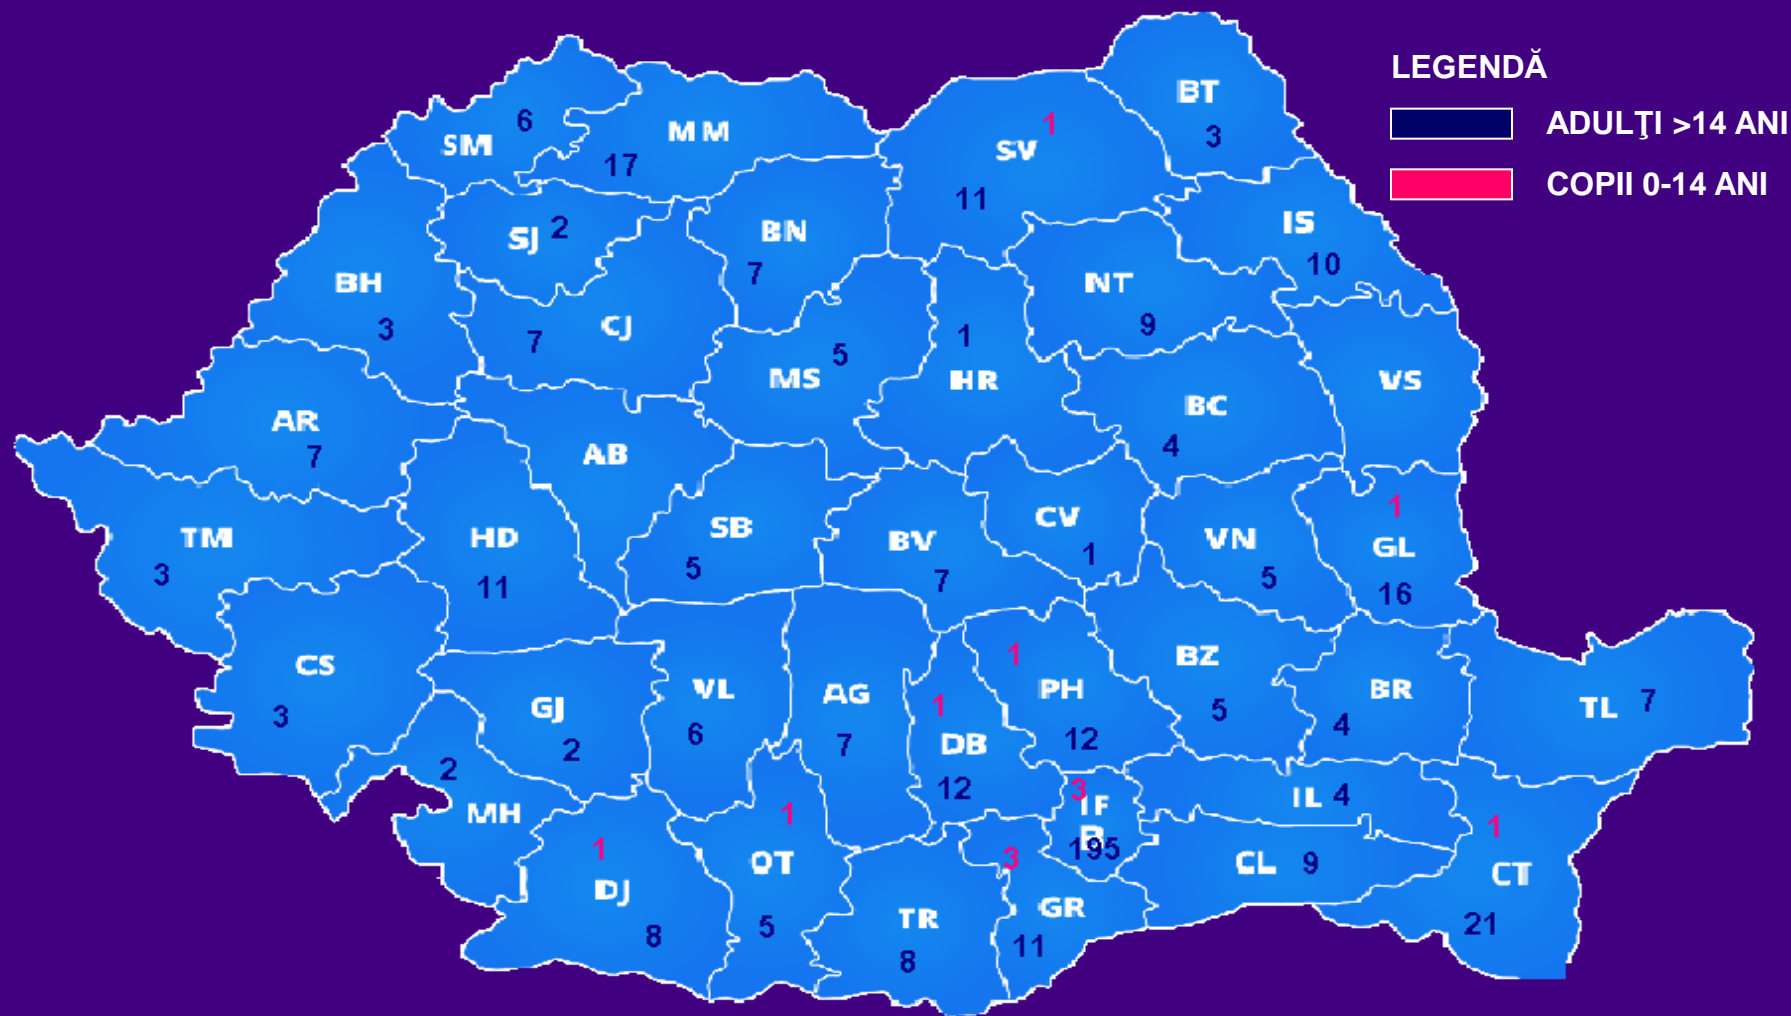 LEGENDĂ
ADULŢI >14 ANI
COPII 0-14 ANI
BT
3
SM
6
MM
17
SV
1
11
IS
10
SJ 2
BN
7
NT
9
BH
3
CJ
7
MS
5
1
HR
BC
4
VS
AR
7
AB
TM
3
HD
11
SB
5
BV
7
CV
1
VN
5
1
GL
16
CS
3
GJ
2
VL
6
AG
7
1
DB
12
1
PH
12
BZ
5
BR
4
TL 7
2
MH
1
DJ
8
1
OT
5
TR
8
3
GR
11
3
IF
B
195
IL 4
CL 9
1
CT
21